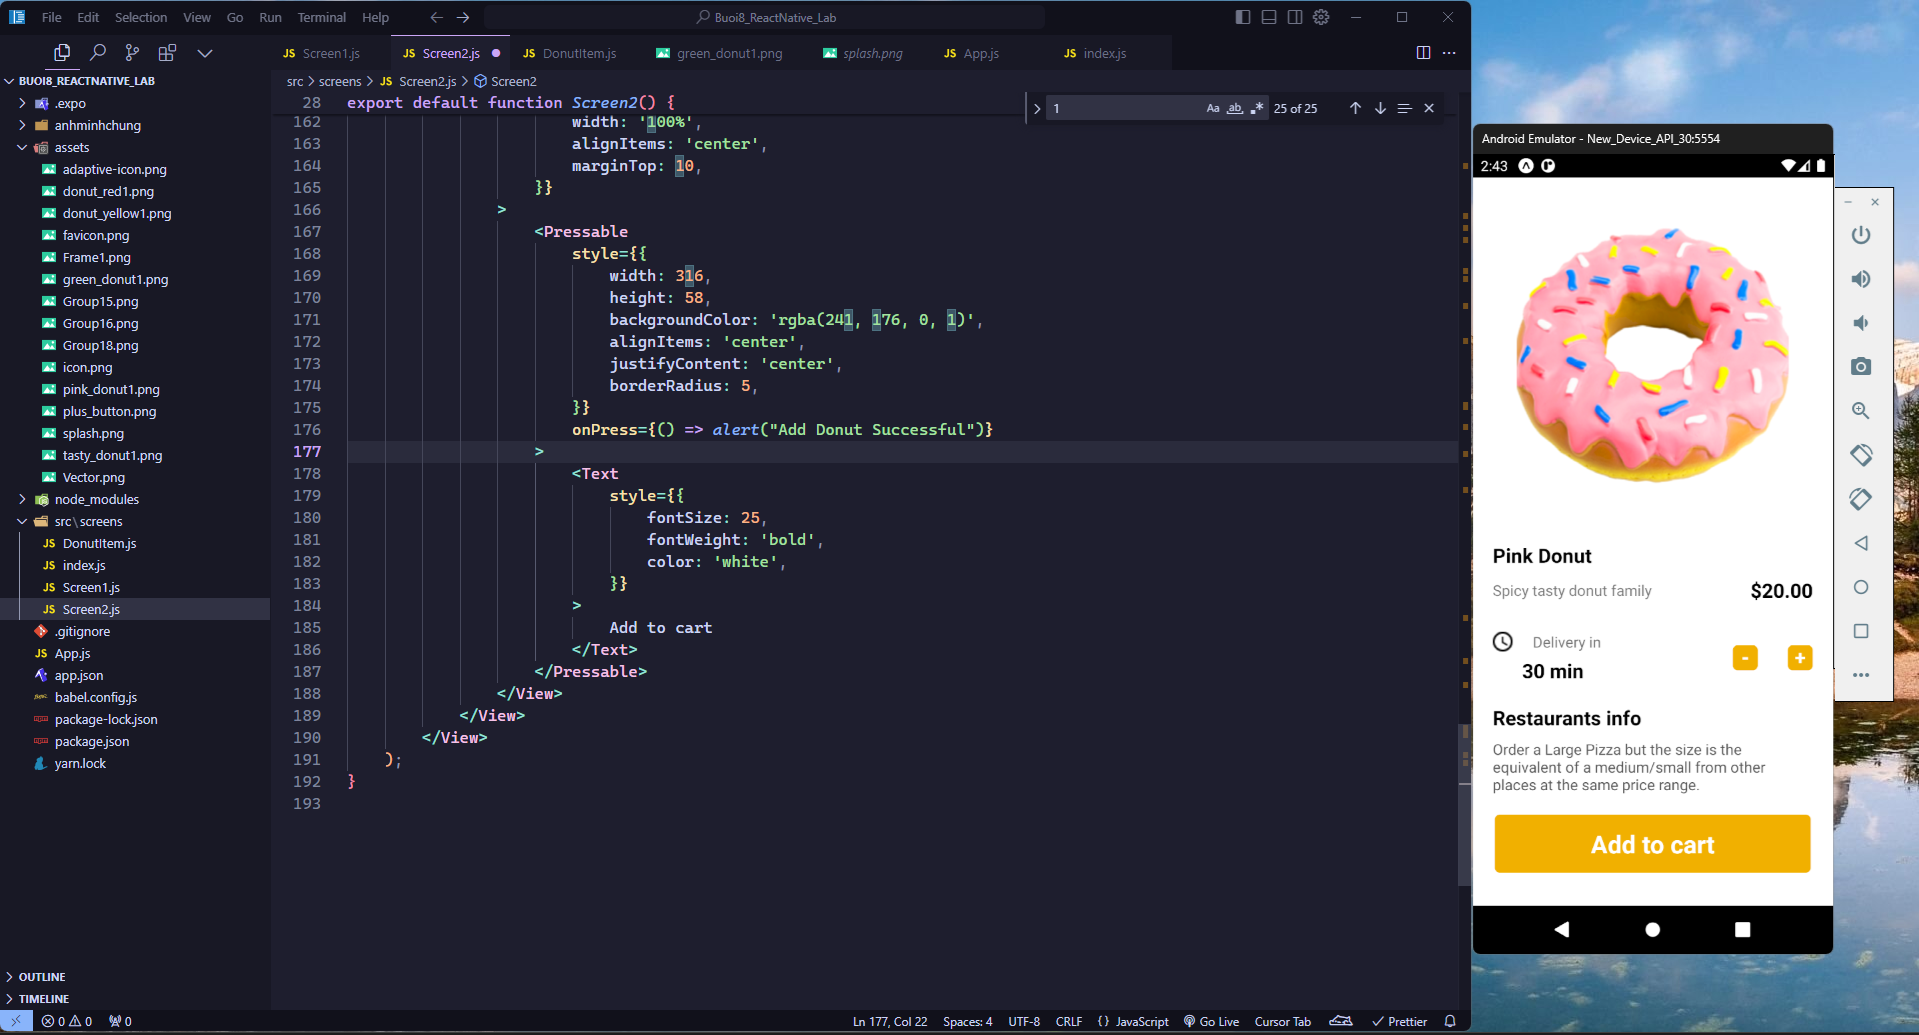 File Edit Selection View Go Run Terminal Help
Buoi8_ReactNative_Lab
JS Screen1.js
JS Screen2.js
JS DonutItem.js
green_donut1.png
splash.png
JS App.js
JS index.js
BUOI8_REACTNATIVE_LAB
.expo
anhminhchung
assets
adaptive-icon.png
donut_red1.png
donut_yellow1.png
favicon.png
Frame1.png
green_donut1.png
Group15.png
Group16.png
Group18.png
icon.png
pink_donut1.png
plus_button.png
splash.png
tasty_donut1.png
Vector.png
node_modules
src\screens
JS DonutItem.js
JS index.js
JS Screen1.js
JS Screen2.js
.gitignore
JS App.js
app.json
babel.config.js
package-lock.json
package.json
yarn.lock
OUTLINE
TIMELINE
src > screens > JS Screen2.js > Screen2
1 Aa ab 25 of 25
28 export default function Screen2() {
162 width: '100%',
163 alignItems: 'center',
164 marginTop: 10,
165 }}
166 >
167 <Pressable
168 style={{
169 width: 316,
170 height: 58,
171 backgroundColor: 'rgba(241, 176, 0, 1)',
172 alignItems: 'center',
173 justifyContent: 'center',
174 borderRadius: 5,
175 }}
176 onPress={() => alert("Add Donut Successful")}
177 >
178 <Text
179 style={{
180 fontSize: 25,
181 fontWeight: 'bold',
182 color: 'white',
183 }}
184 >
185 Add to cart
186 </Text>
187 </Pressable>
188 </View>
189 </View>
190 </View>
191 );
192 }
193
0 0 0
Ln 177, Col 22 Spaces: 4 UTF-8 CRLF {} JavaScript Go Live Cursor Tab Prettier
Android Emulator - New_Device_API_30:5554
2:43
Pink Donut
Spicy tasty donut family
$20.00
Delivery in
30 min
- +
Restaurants info
Order a Large Pizza but the size is the
equivalent of a medium/small from other
places at the same price range.
Add to cart